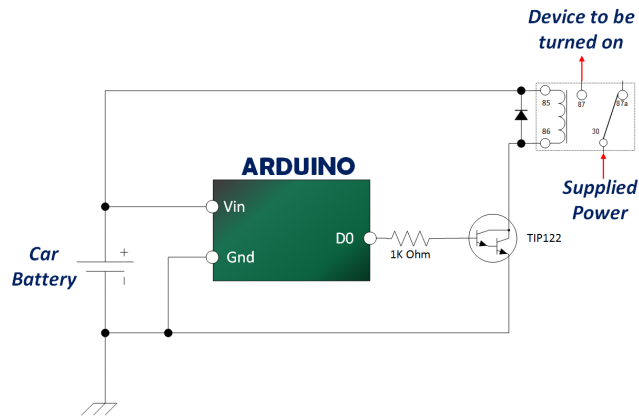 Device to be
turned on
85
87
87a
86
30
ARDUINO
Supplied
Power
Vin
D0
TIP122
1K Ohm
Gnd
Car
Battery
+
–